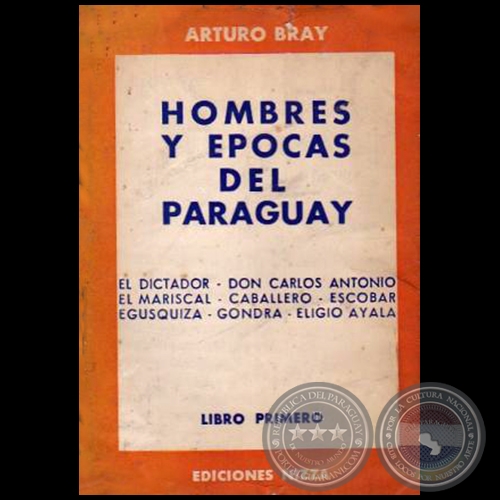 ARTURO BRAY
HOMBRES
Y EPOCAS
DEL
PARAGUAY
EL DICTADOR - DON CARLOS ANTONIO
EL MARISCAL - CABALLERO - ESCOBAR
EGUSQUIZA - GONDRA - ELIGIO AYALA
LIBRO PRIMERO
EDICIONES